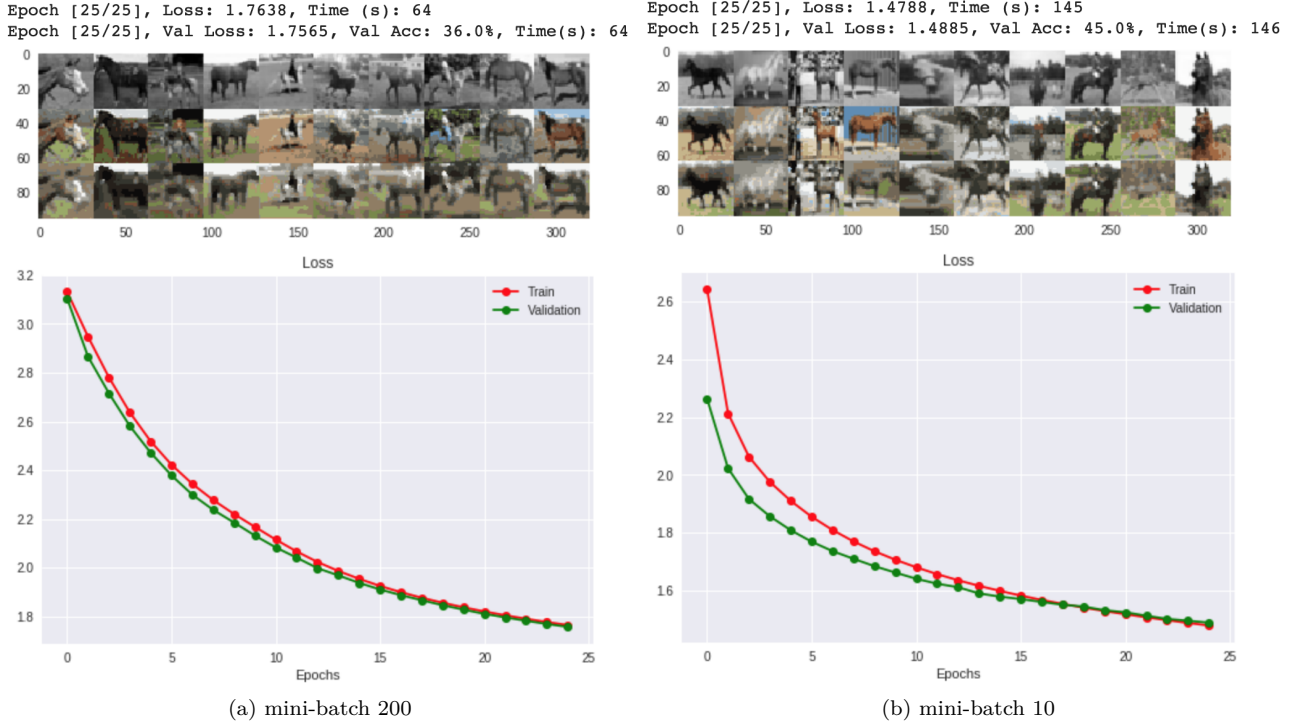 Epoch [25/25], Loss: 1.7638, Time (s): 64
Epoch [25/25], Val Loss: 1.7565, Val Acc: 36.0%, Time(s): 64
0
20
40
60
80
0 50 100 150 200 250 300
Loss
3.2
3.0
2.8
2.6
2.4
2.2
2.0
1.8
Train
Validation
0 5 10 15 20 25
Epochs
(a) mini-batch 200
Epoch [25/25], Loss: 1.4788, Time (s): 145
Epoch [25/25], Val Loss: 1.4885, Val Acc: 45.0%, Time(s): 146
0
20
40
60
80
0 50 100 150 200 250 300
Loss
2.6
2.4
2.2
2.0
1.8
1.6
Train
Validation
0 5 10 15 20 25
Epochs
(b) mini-batch 10